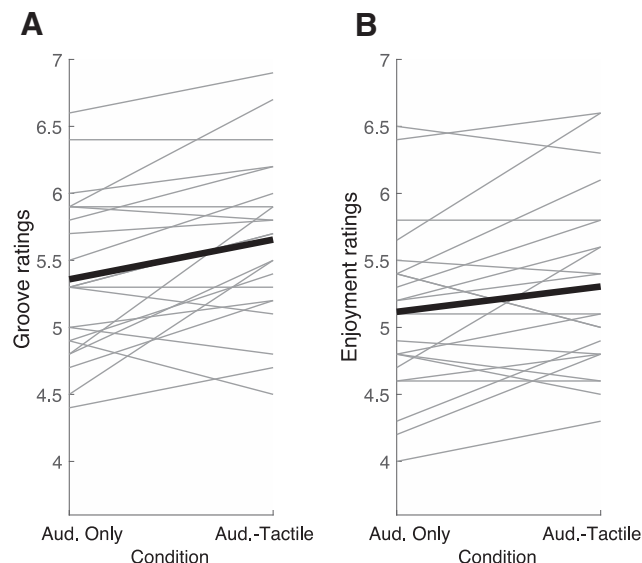 A
B
7
6.5
6
5.5
5
4.5
4
Groove ratings
Aud. Only
Aud.-Tactile
Condition
7
6.5
6
5.5
5
4.5
4
Enjoyment ratings
Aud. Only
Aud.-Tactile
Condition